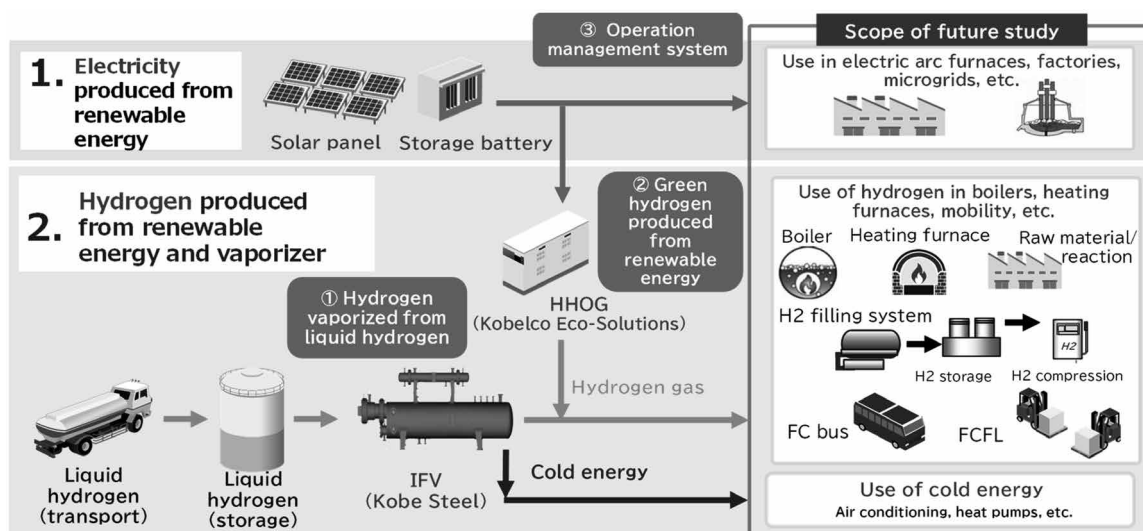 ③ Operation
management system
Scope of future study
1. Electricity
produced from
renewable
energy
Solar panel
Storage battery
Use in electric arc furnaces, factories,
microgrids, etc.
2. Hydrogen produced
from renewable
energy and vaporizer
② Green
hydrogen
produced
from
renewable
energy
① Hydrogen
vaporized from
liquid hydrogen
HHOG
(Kobelco Eco-Solutions)
Hydrogen gas
Liquid
hydrogen
(transport)
Liquid
hydrogen
(storage)
IFV
(Kobe Steel)
Cold energy
Use of hydrogen in boilers, heating
furnaces, mobility, etc.
Boiler
Heating furnace
Raw material/
reaction
H2 filling system
H2
H2 storage
H2 compression
FC bus
FCFL
Use of cold energy
Air conditioning, heat pumps, etc.